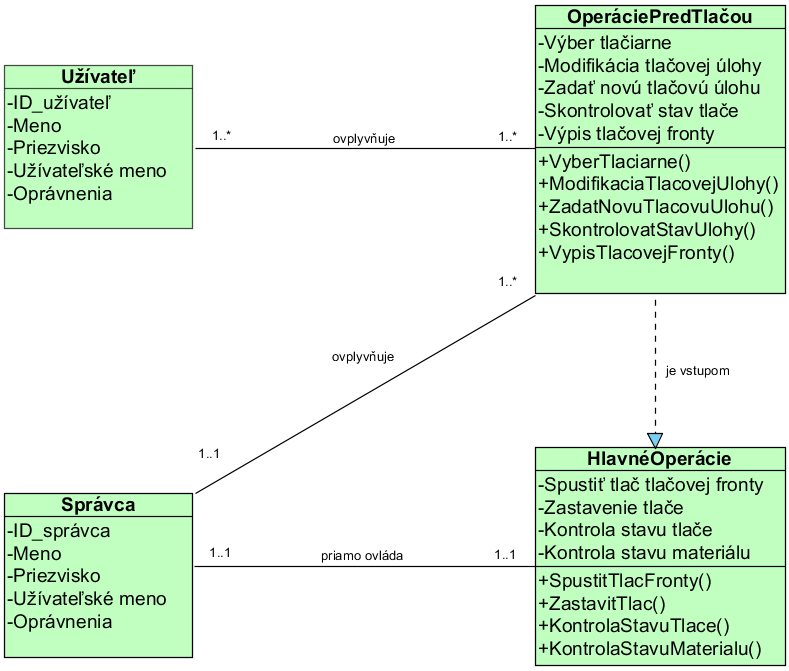 OperáciePredTlačou
-Výber tlačiarne
-Modifikácia tlačovej úlohy
-Zadať novú tlačovú úlohu
-Skontrolovať stav tlače
-Výpis tlačovej fronty
+VyberTlaciarne()
+ModifikaciaTlacovejUlohy()
+ZadatNovuTlacovuUlohu()
+SkontrolovatStavUlohy()
+VypisTlacovejFronty()
Užívateľ
-ID_užívateľ
-Meno
-Priezvisko
-Užívateľské meno
-Oprávnenia
1..*
ovplyvňuje
1..*
1..*
ovplyvňuje
1..1
je vstupom
Správca
-ID_správca
-Meno
-Priezvisko
-Užívateľské meno
-Oprávnenia
1..1
priamo ovláda
1..1
HlavnéOperácie
-Spustiť tlač tlačovej fronty
-Zastavenie tlače
-Kontrola stavu tlače
-Kontrola stavu materiálu
+SpustitTlacFronty()
+ZastavitTlac()
+KontrolaStavuTlace()
+KontrolaStavuMaterialu()